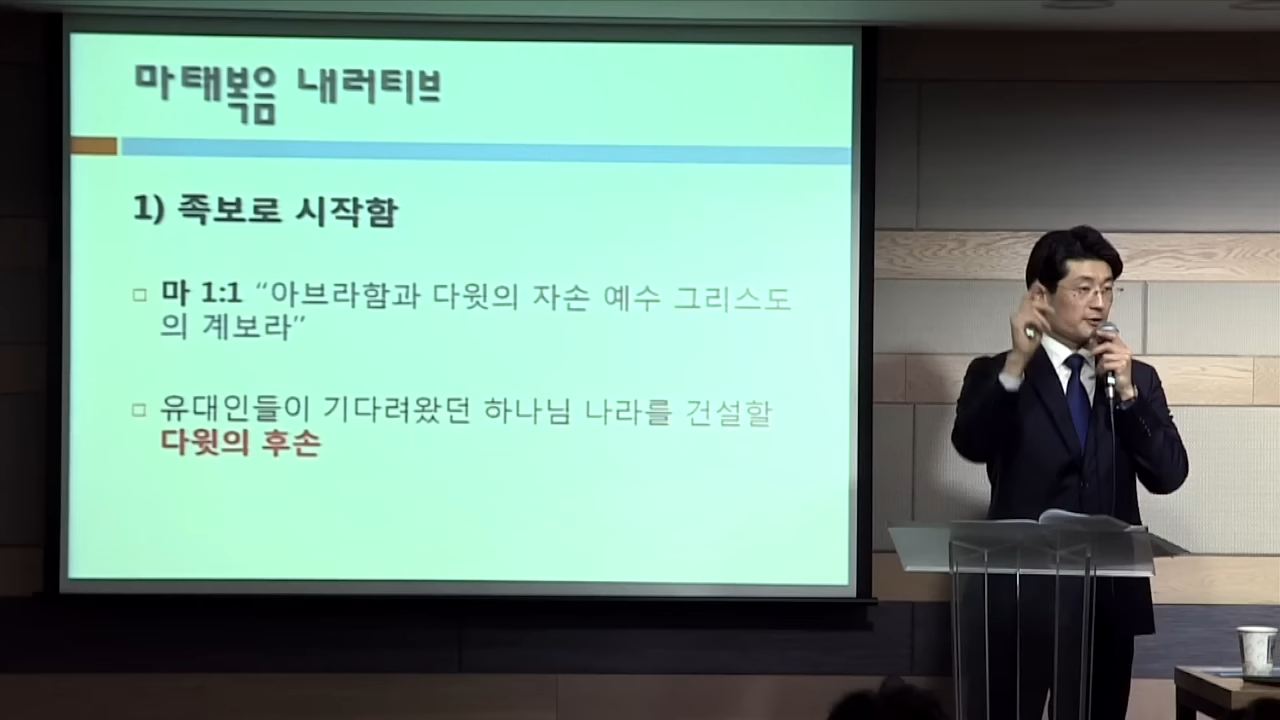 마태복음 내러티브
1) 족보로 시작함
마 1:1 “아브라함과 다윗의 자손 예수 그리스도
의 계보라”
유대인들이 기다려왔던 하나님 나라를 건설할
다윗의 후손